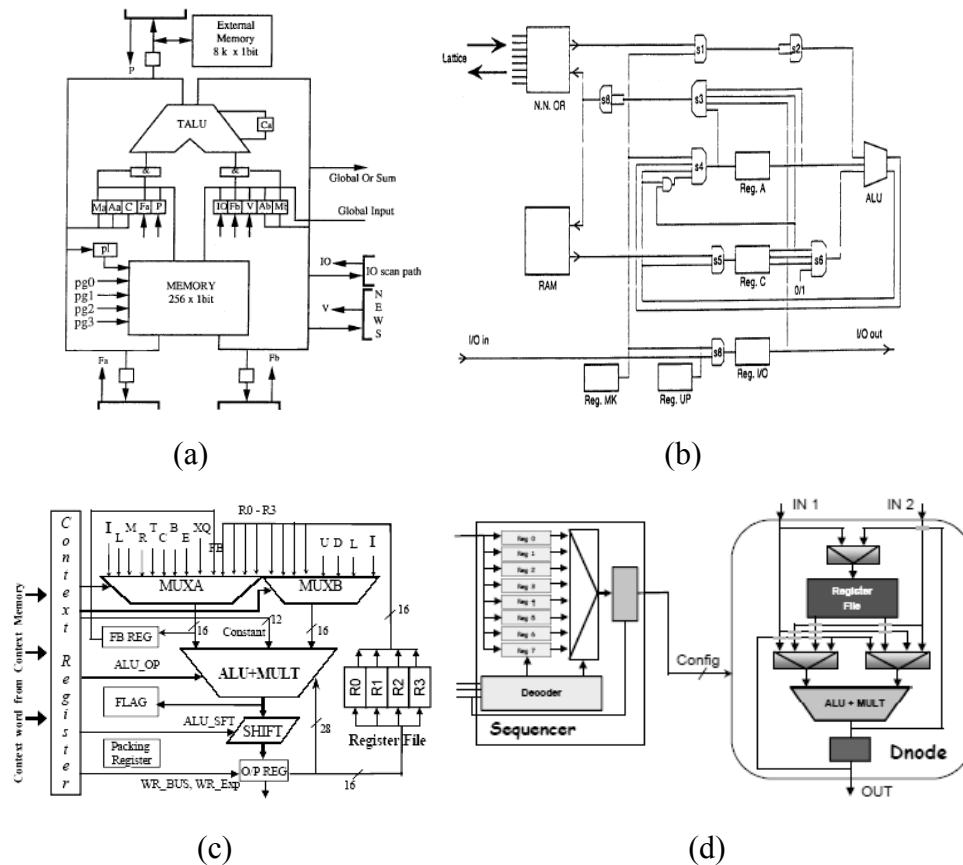 External
Memory
8 k x 1bit
P
TALU
Ca
&
&
Global Or Sum
Ma Aa C Fa P
IO Fb V Ab Mb
Global Input
pl
pg0
pg1
pg2
pg3
MEMORY
256 x 1bit
IO
IO scan path
V
N
E
W
S
Fa
Fb
(a)
Lattice
N.N. OR
s1
s2
s8
s3
s4
Reg. A
ALU
RAM
s5
Reg. C
s6
0/1
I/O in
s8
Reg. I/O
I/O out
Reg. MK
Reg. UP
(b)
Context word from Context Memory
Context Register
I L M R T C B E XQ
FB
R0 - R3
U D L I
MUXA
MUXB
16
12
Constant
16
16
FB REG
ALU_OP
ALU+MULT
FLAG
ALU_SFT
SHIFT
28
R0 R1 R2 R3
Register File
Packing
Register
O/P REG
WR_BUS, WR_Exp
16
(c)
Reg 0
Reg 1
Reg 2
Reg 3
Reg 4
Reg 5
Reg 6
Reg 7
Decoder
Sequencer
Config
IN 1
IN 2
Register
File
ALU + MULT
Dnode
OUT
(d)